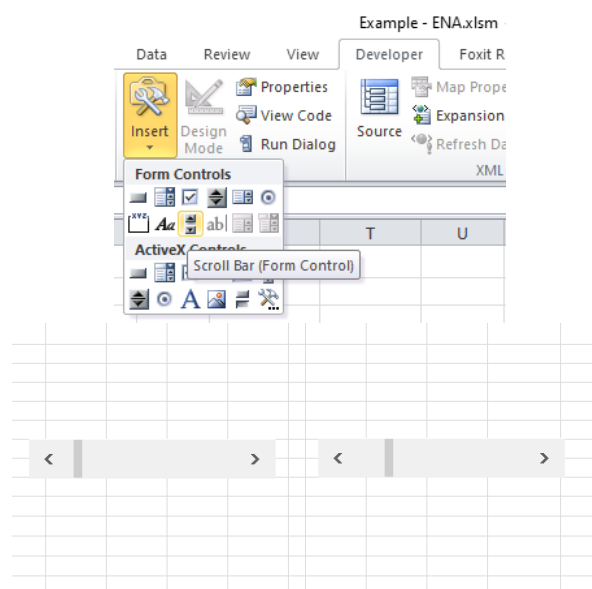 Example - ENA.xlsm
Data Review View Developer Foxit R
Properties Map Prope
View Code Expansion
Insert Design Mode Run Dialog Source Refresh Da
XML
Form Controls
XYZ Aa ab|
T U
ActiveX Controls
Scroll Bar (Form Control)
A